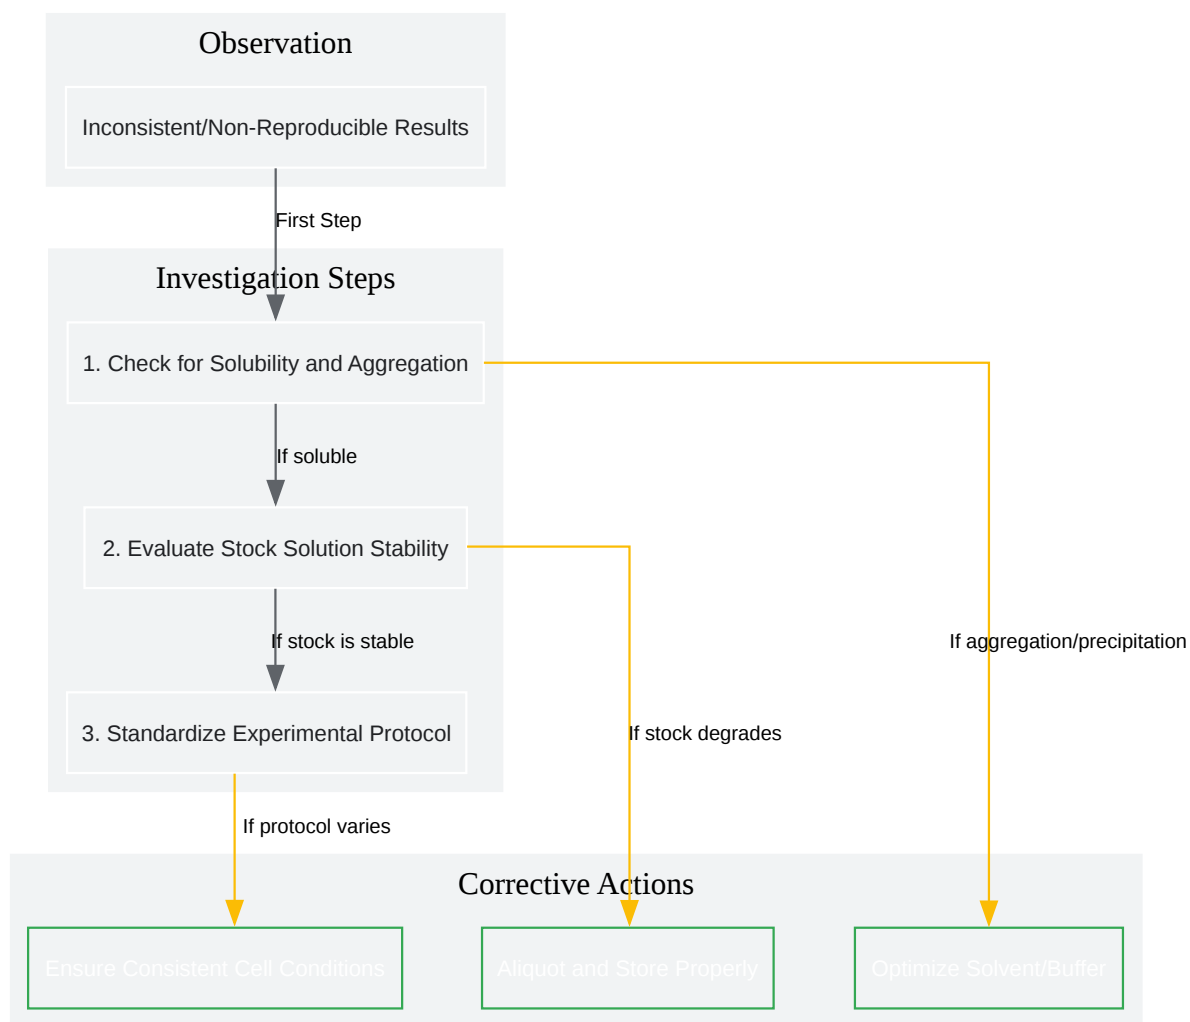 Observation
Inconsistent/Non-Reproducible Results
First Step
Investigation Steps
1. Check for Solubility and Aggregation
If soluble
2. Evaluate Stock Solution Stability
If stock is stable
If aggregation/precipitation
3. Standardize Experimental Protocol
If stock degrades
If protocol varies
Corrective Actions
Ensure Consistent Cell Conditions
Aliquot and Store Properly
Optimize Solvent/Buffer